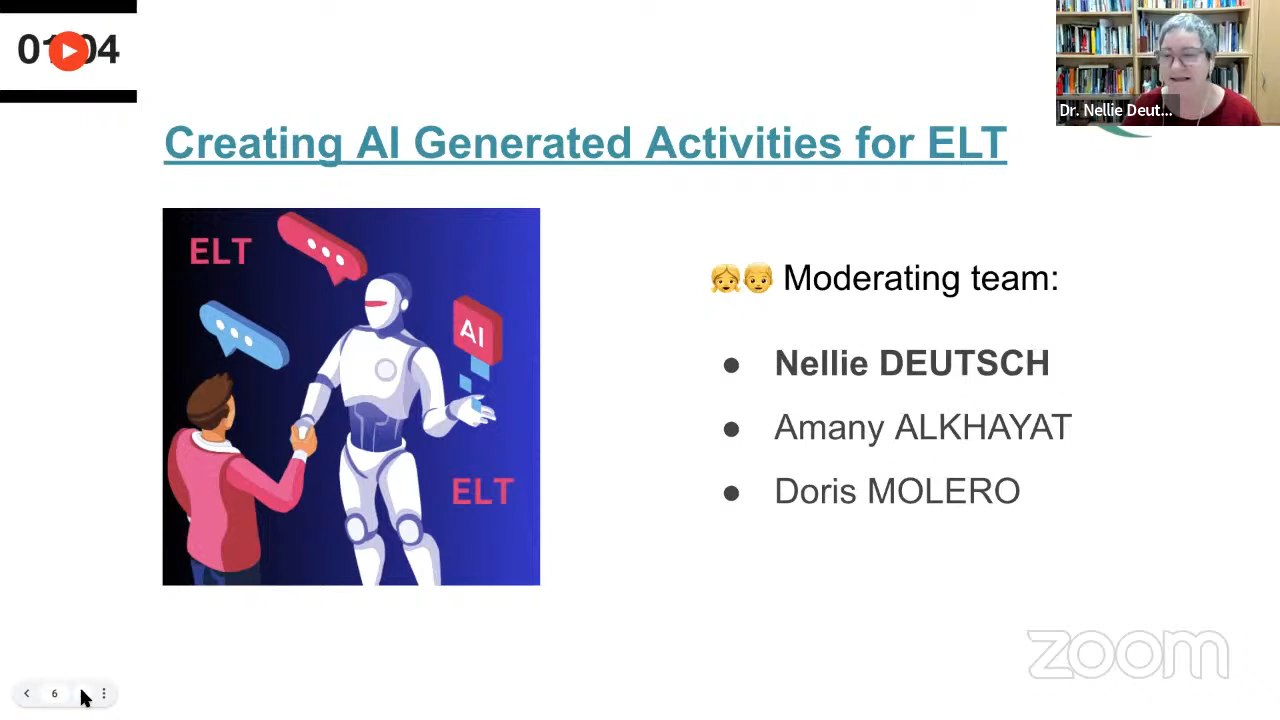 Dr. Nellie Deut...
Creating AI Generated Activities for ELT
ELT
AI
ELT
👧👦 Moderating team:
● Nellie DEUTSCH
● Amany ALKHAYAT
● Doris MOLERO
zoom
6